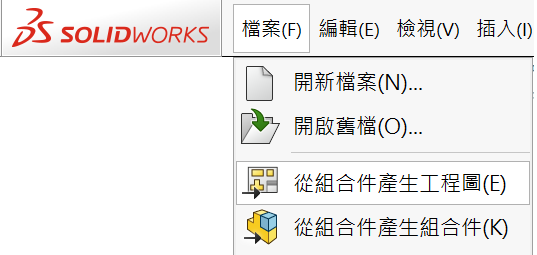 SOLIDWORKS 檔案(F) 編輯(E) 檢視(V) 插入(I)
開新檔案(N)...
開啟舊檔(O)...
從組合件產生工程圖(E)
從組合件產生組合件(K)